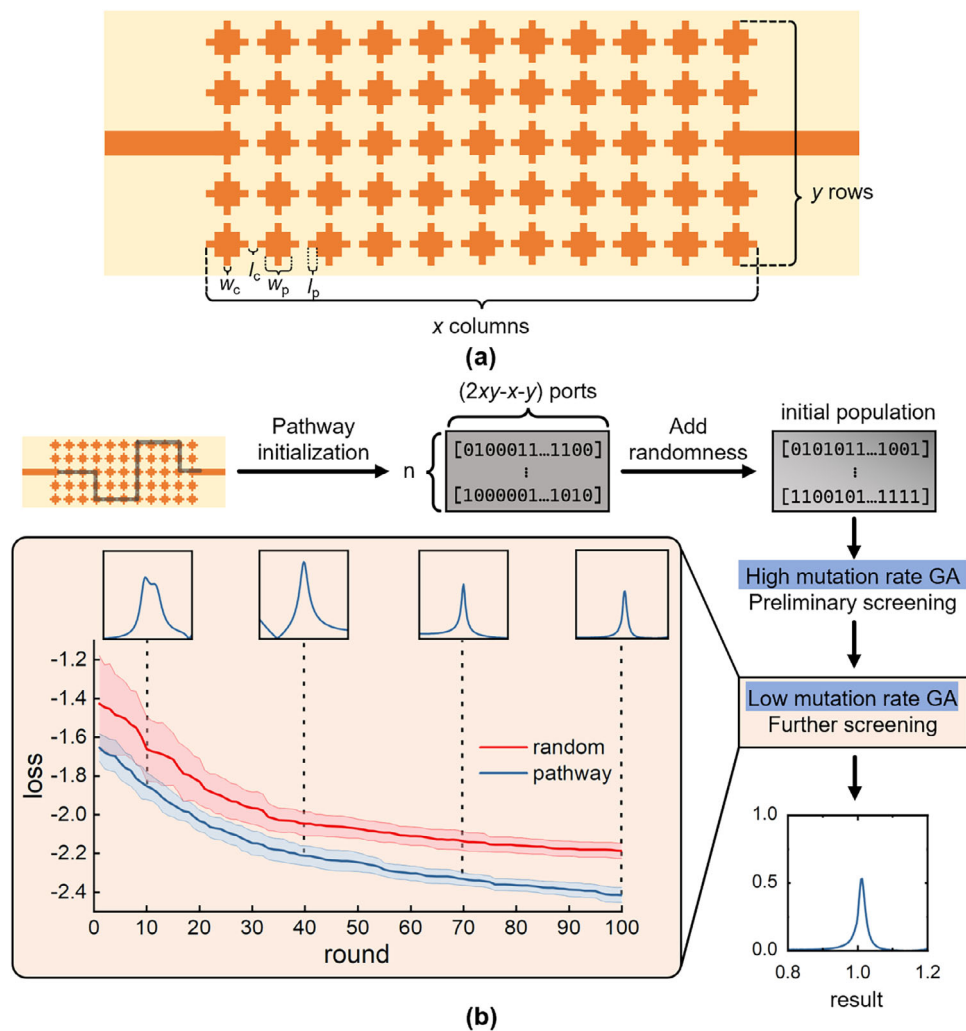 y rows
w_c
l_c
w_p
l_p
x columns
(a)
(2xy-x-y) ports
Pathway
initialization
n
[0100011…1100]
⋮
[1000001…1010]
Add
randomness
initial population
[0101011…1001]
⋮
[1100101…1111]
High mutation rate GA
Preliminary screening
Low mutation rate GA
Further screening
-1.2
-1.4
-1.6
-1.8
-2.0
-2.2
-2.4
loss
random
pathway
0 10 20 30 40 50 60 70 80 90 100
round
1.0
0.5
0.0
0.8 1.0 1.2
result
(b)